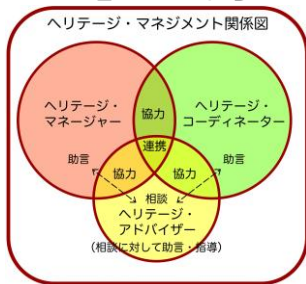 ヘリテージ・マネジメント関係図
ヘリテージ・
マネージャー
協力
ヘリテージ・
コーディネーター
連携
助言
助言
協力
協力
相談
ヘリテージ・
アドバイザー
(相談に対して助言・指導)